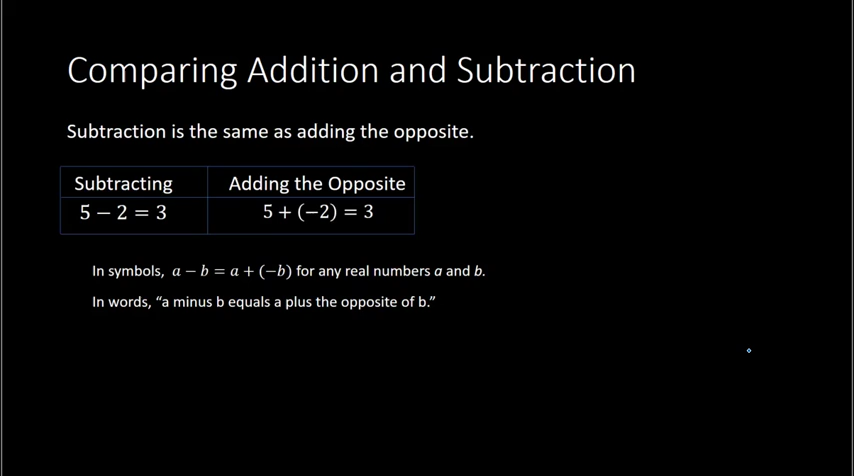 Comparing Addition and Subtraction
Subtraction is the same as adding the opposite.
Subtracting Adding the Opposite
5 − 2 = 3 5 + (−2) = 3
In symbols, a − b = a + (−b) for any real numbers a and b.
In words, “a minus b equals a plus the opposite of b.”